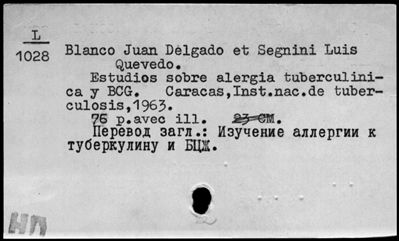 L
1028
Blanco Juan Delgado et Segnini Luis
Quevedo.
Estudios sobre alergia tuberculini-
ca y BCG. Caracas,Inst.nac.de tuber-
culosis,1963.
76 p.avec ill. 23 CM.
Перевод загл.: Изучение аллергии к
туберкулину и БЦЖ.
НП